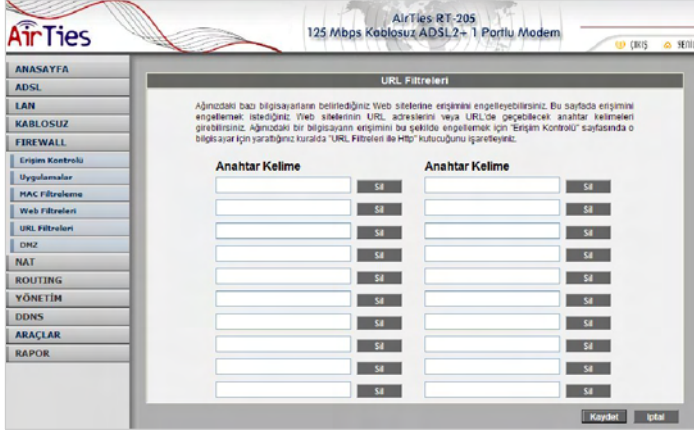 AirTies
AirTies RT-205
125 Mbps Kablosuz ADSL2+ 1 Portlu Modem
ÇIKIŞ
ANASAYFA
ADSL
LAN
KABLOSUZ
FIREWALL
Erişim Kontrolü
Uygulamalar
MAC Filtreleme
Web Filtreleri
URL Filtreleri
DMZ
NAT
ROUTING
YÖNETİM
DDNS
ARAÇLAR
RAPOR
URL Filtreleri
Ağınızdaki bazı bilgisayarların belirlediğiniz Web sitelerine erişimini engelleyebilirsiniz. Bu sayfada erişimini
engellemek istediğiniz Web sitelerinin URL adreslerini veya URL'de geçebilecek anahtar kelimeleri
girebilirsiniz. Ağınızdaki bir bilgisayarın erişimini bu şekilde engellemek için "Erişim Kontrolü" sayfasında o
bilgisayar için yarattığınız kuralda "URL Filtreleri ile Http" kutucuğunu işaretleyiniz.
Anahtar Kelime Anahtar Kelime
Sil Sil
Sil Sil
Sil Sil
Sil Sil
Sil Sil
Sil Sil
Sil Sil
Sil Sil
Sil Sil
Sil Sil
Kaydet İptal